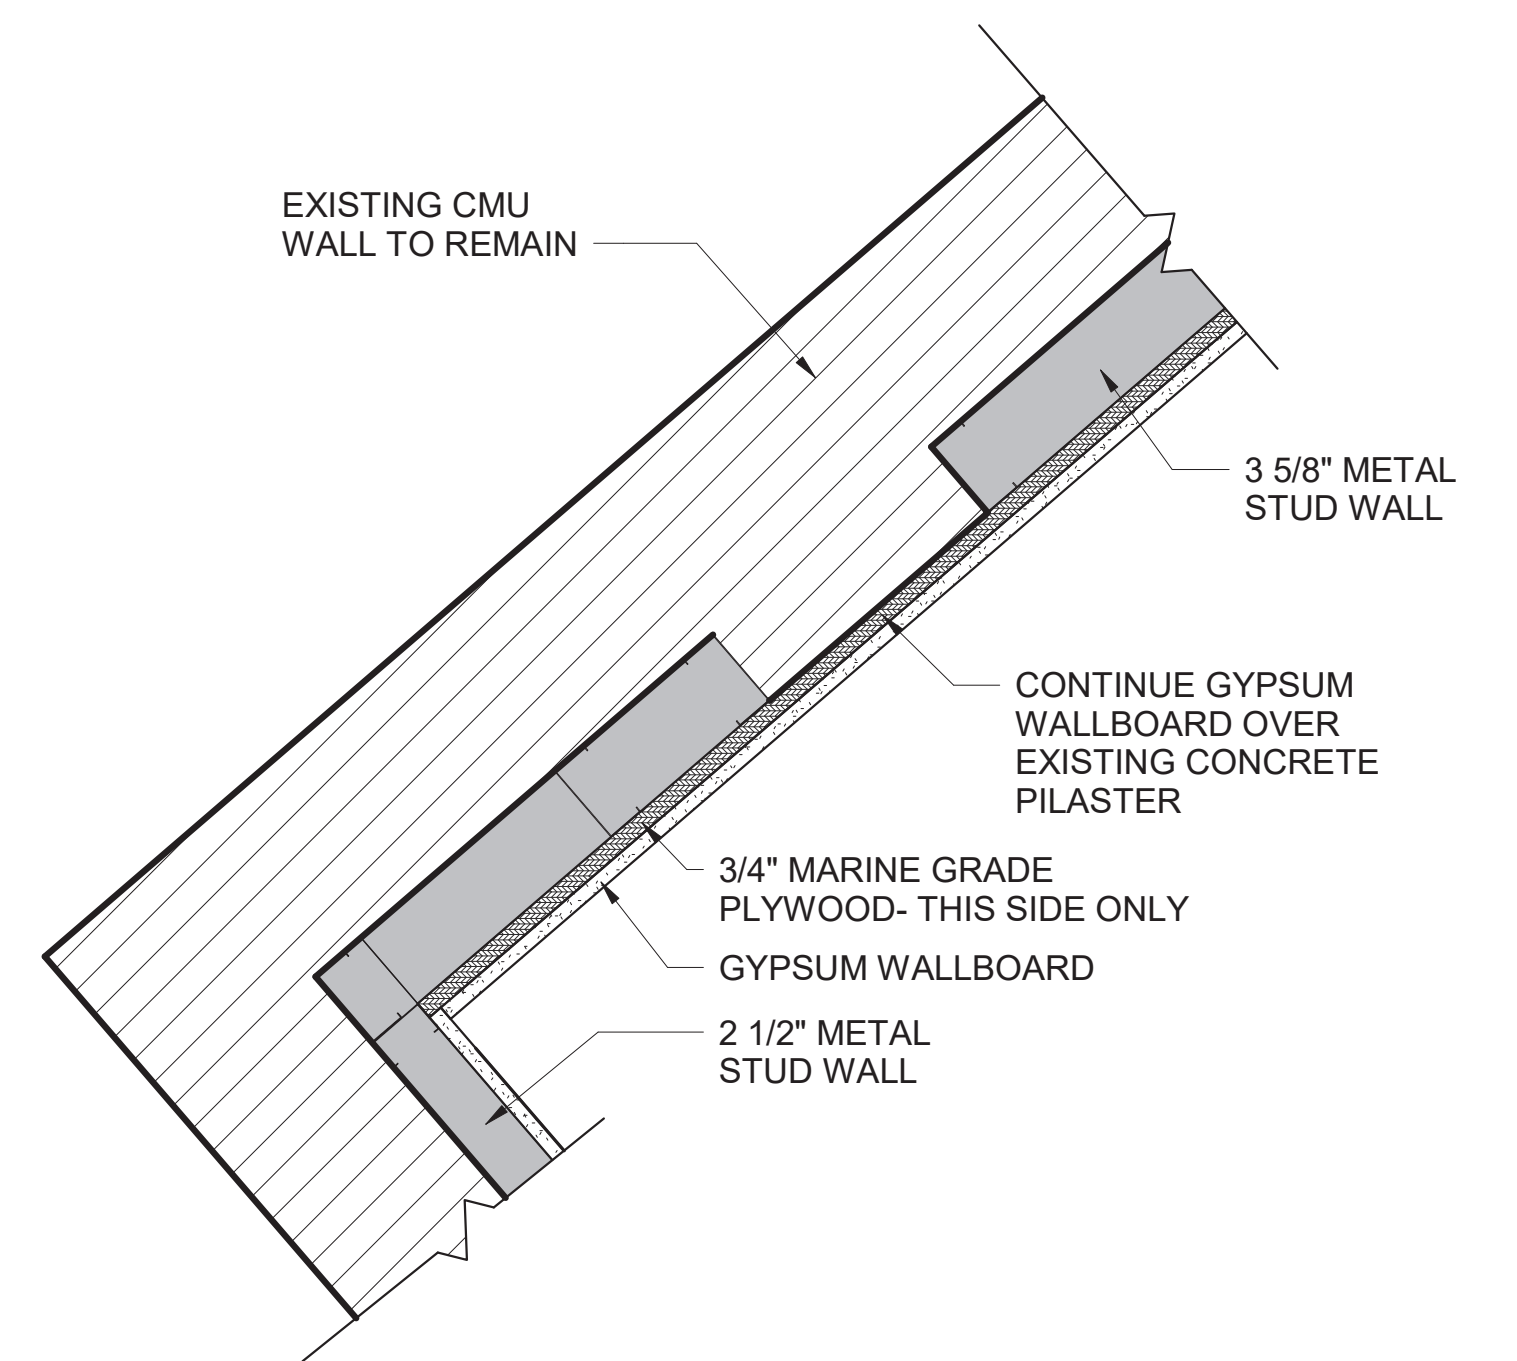 EXISTING CMU
WALL TO REMAIN
3 5/8" METAL
STUD WALL
CONTINUE GYPSUM
WALLBOARD OVER
EXISTING CONCRETE
PILASTER
3/4" MARINE GRADE
PLYWOOD- THIS SIDE ONLY
GYPSUM WALLBOARD
2 1/2" METAL
STUD WALL